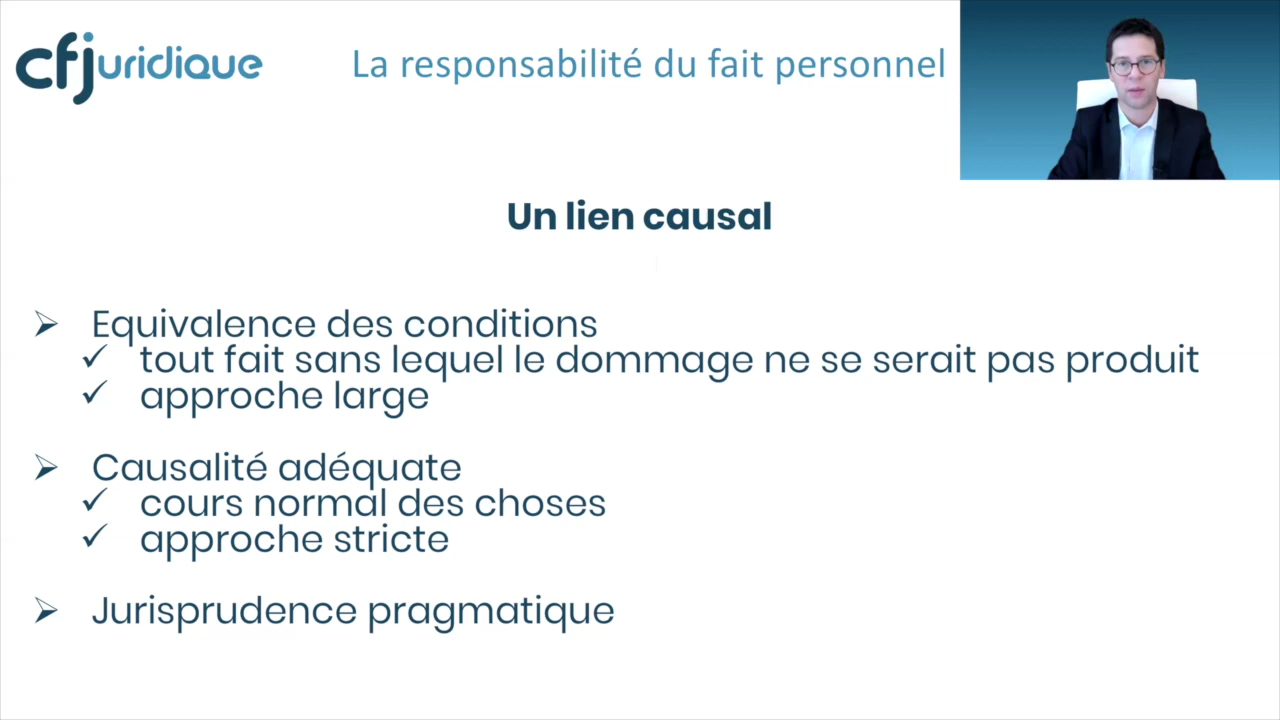 cfjuridique
La responsabilité du fait personnel
Un lien causal
Equivalence des conditions
tout fait sans lequel le dommage ne se serait pas produit
approche large
Causalité adéquate
cours normal des choses
approche stricte
Jurisprudence pragmatique